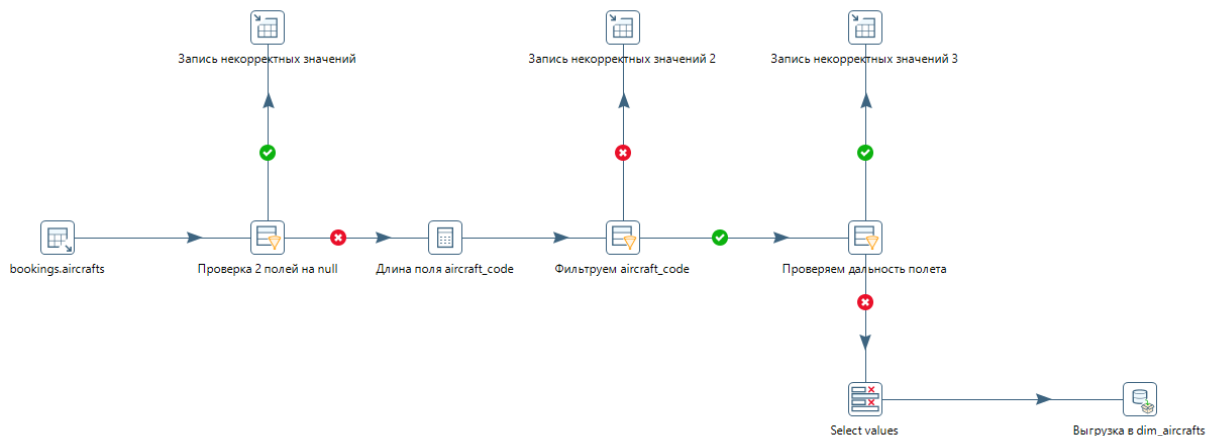 Запись некорректных значений
Запись некорректных значений 2
Запись некорректных значений 3
bookings.aircrafts
Проверка 2 полей на null
Длина поля aircraft_code
Фильтруем aircraft_code
Проверяем дальность полета
Select values
Выгрузка в dim_aircrafts